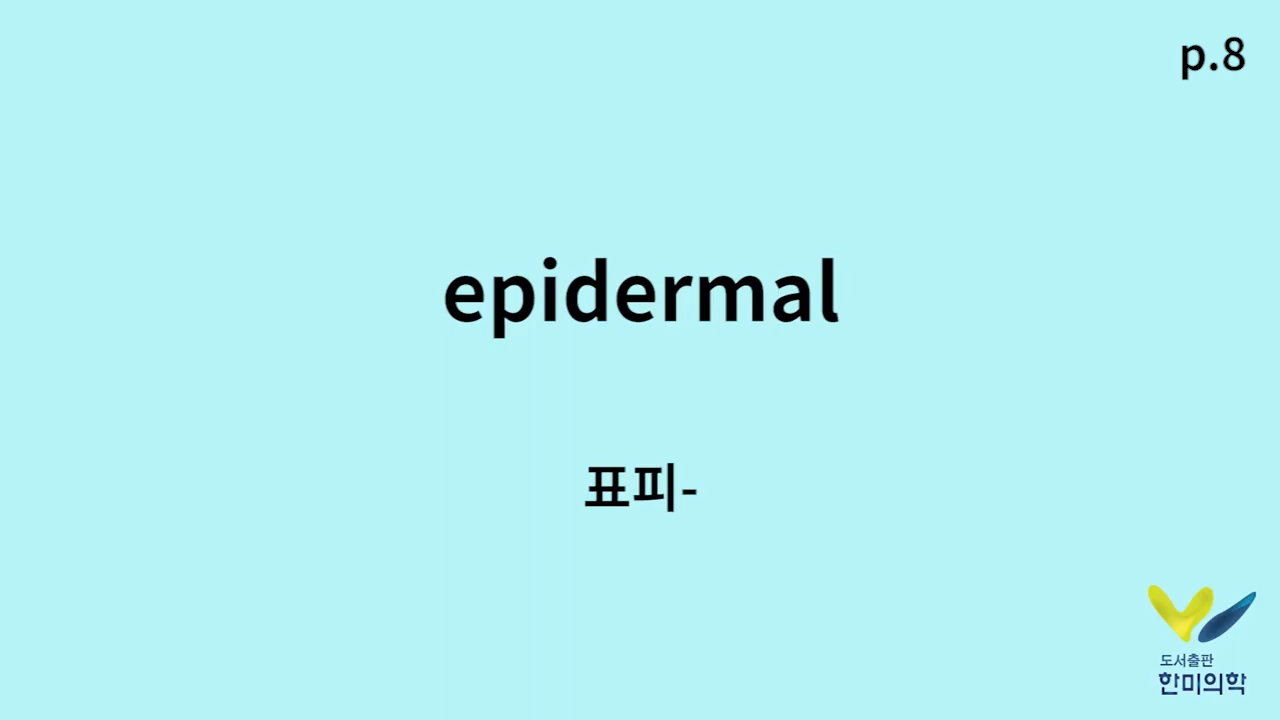 p.8
epidermal
표피-
도서출판
한미의학